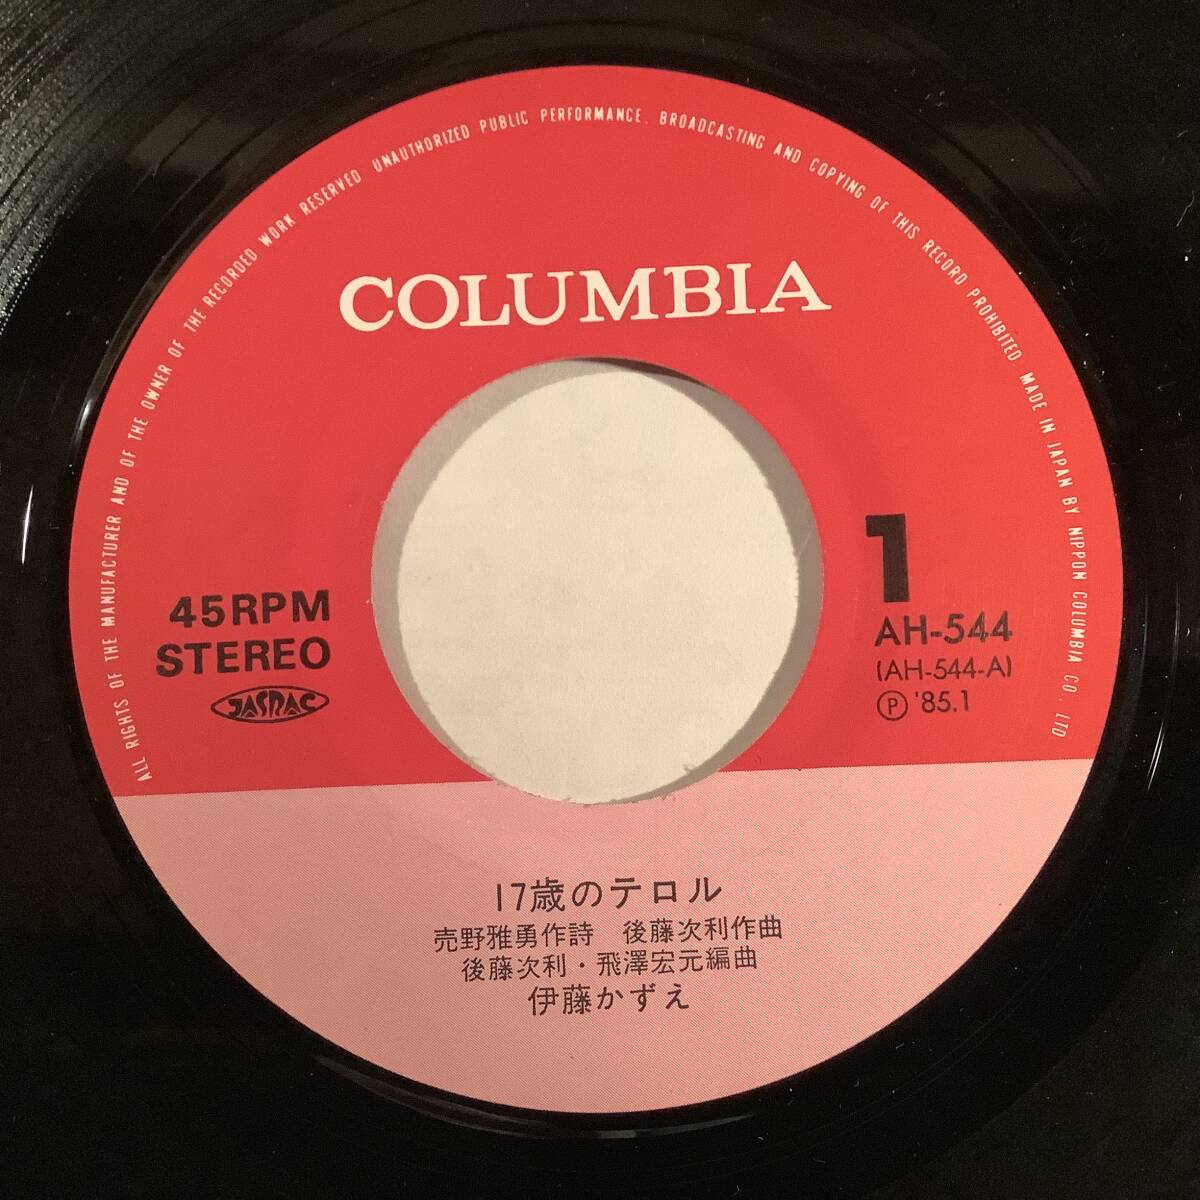 ALL RIGHTS OF THE MANUFACTURER AND OF THE OWNER OF THE RECORDED WORK RESERVED UNAUTHORIZED PUBLIC PERFORMANCE. BROADCASTING AND COPYING OF THIS RECORD PROHIBITED MADE IN JAPAN BY NIPPON COLUMBIA CO., LTD
COLUMBIA
45RPM
STEREO
JASRAC
1
AH-544
(AH-544-A)
Ⓟ '85.1
17歳のテロル
売野雅勇作詩 後藤次利作曲
後藤次利・飛澤宏元編曲
伊藤かずえ